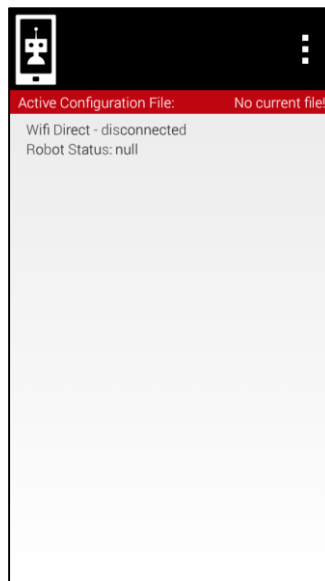 Active Configuration File: No current file!
Wifi Direct - disconnected
Robot Status: null